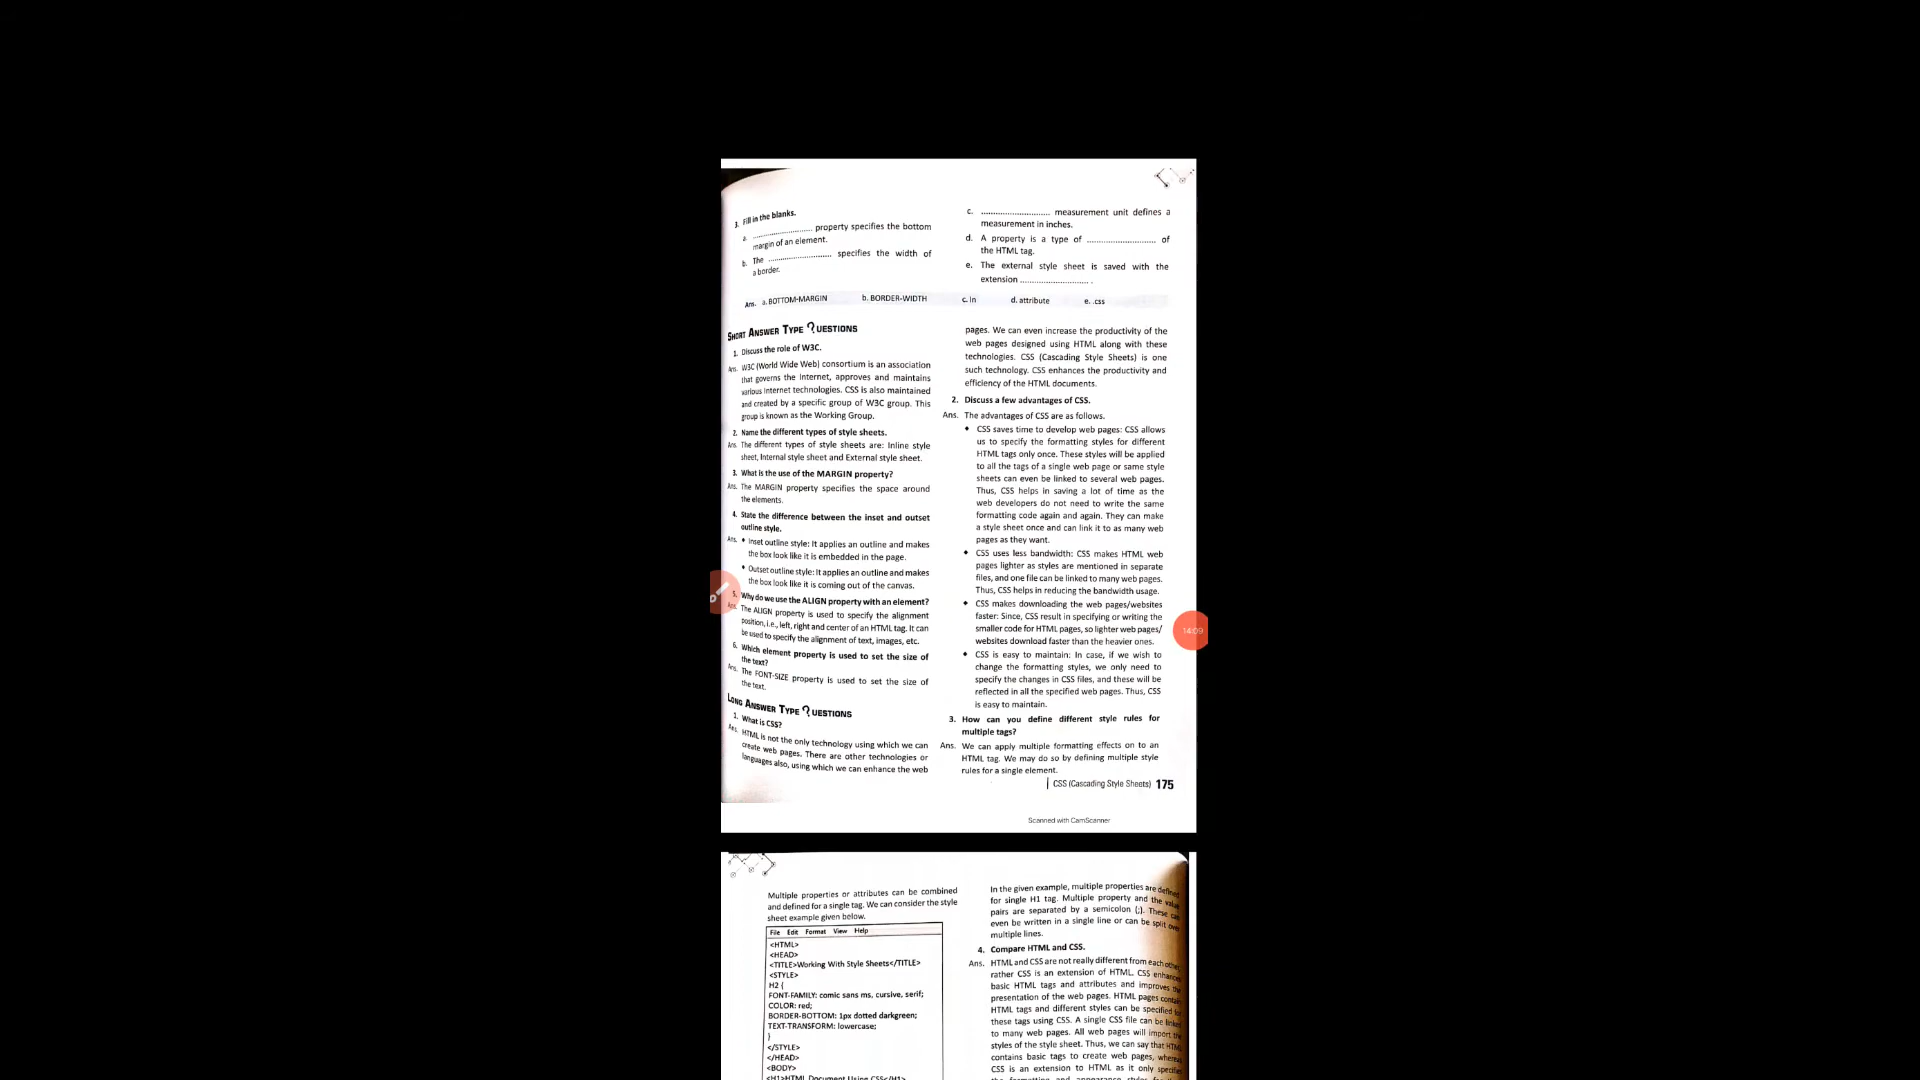 3. Fill in the blanks.
a. .......................... property specifies the bottom
margin of an element.
b. The ............................ specifies the width of
a border.
c. .............................. measurement unit defines a
measurement in inches.
d. A property is a type of .............................. of
the HTML tag.
e. The external style sheet is saved with the
extension .............................. .
Ans. a. BOTTOM-MARGIN b. BORDER-WIDTH c. In d. attribute e. .css
SHORT ANSWER TYPE QUESTIONS
1. Discuss the role of W3C.
Ans. W3C (World Wide Web) consortium is an association
that governs the Internet, approves and maintains
various Internet technologies. CSS is also maintained
and created by a specific group of W3C group. This
group is known as the Working Group.
2. Name the different types of style sheets.
Ans. The different types of style sheets are: Inline style
sheet, Internal style sheet and External style sheet.
3. What is the use of the MARGIN property?
Ans. The MARGIN property specifies the space around
the elements.
4. State the difference between the inset and outset
outline style.
Ans. • Inset outline style: It applies an outline and makes
the box look like it is embedded in the page.
• Outset outline style: It applies an outline and makes
the box look like it is coming out of the canvas.
5. Why do we use the ALIGN property with an element?
Ans. The ALIGN property is used to specify the alignment
position, i.e., left, right and center of an HTML tag. It can
be used to specify the alignment of text, images, etc.
6. Which element property is used to set the size of
the text?
Ans. The FONT-SIZE property is used to set the size of
the text.
LONG ANSWER TYPE QUESTIONS
1. What is CSS?
Ans. HTML is not the only technology using which we can
create web pages. There are other technologies or
languages also, using which we can enhance the web
pages. We can even increase the productivity of the
web pages designed using HTML along with these
technologies. CSS (Cascading Style Sheets) is one
such technology. CSS enhances the productivity and
efficiency of the HTML documents.
2. Discuss a few advantages of CSS.
Ans. The advantages of CSS are as follows.
• CSS saves time to develop web pages: CSS allows
us to specify the formatting styles for different
HTML tags only once. These styles will be applied
to all the tags of a single web page or same style
sheets can even be linked to several web pages.
Thus, CSS helps in saving a lot of time as the
web developers do not need to write the same
formatting code again and again. They can make
a style sheet once and can link it to as many web
pages as they want.
• CSS uses less bandwidth: CSS makes HTML web
pages lighter as styles are mentioned in separate
files, and one file can be linked to many web pages.
Thus, CSS helps in reducing the bandwidth usage.
• CSS makes downloading the web pages/websites
faster: Since, CSS result in specifying or writing the
smaller code for HTML pages, so lighter web pages/
websites download faster than the heavier ones.
• CSS is easy to maintain: In case, if we wish to
change the formatting styles, we only need to
specify the changes in CSS files, and these will be
reflected in all the specified web pages. Thus, CSS
is easy to maintain.
3. How can you define different style rules for
multiple tags?
Ans. We can apply multiple formatting effects on to an
HTML tag. We may do so by defining multiple style
rules for a single element.
CSS (Cascading Style Sheets) 175
14:09
Scanned with CamScanner
Multiple properties or attributes can be combined
and defined for a single tag. We can consider the style
sheet example given below.
File Edit Format View Help
<HTML>
<HEAD>
<TITLE>Working With Style Sheets</TITLE>
<STYLE>
H2 {
FONT-FAMILY: comic sans ms, cursive, serif;
COLOR: red;
BORDER-BOTTOM: 1px dotted darkgreen;
TEXT-TRANSFORM: lowercase;
}
</STYLE>
</HEAD>
<BODY>
<H1>HTML Document Using CSS</H1>
In the given example, multiple properties are defined
for single H1 tag. Multiple property and the value
pairs are separated by a semicolon (;). These can
even be written in a single line or can be split over
multiple lines.
4. Compare HTML and CSS.
Ans. HTML and CSS are not really different from each other,
rather CSS is an extension of HTML. CSS enhances
basic HTML tags and attributes and improves the
presentation of the web pages. HTML pages contain
HTML tags and different styles can be specified for
these tags using CSS. A single CSS file can be linked
to many web pages. All web pages will import the
styles of the style sheet. Thus, we can say that HTML
contains basic tags to create web pages, whereas
CSS is an extension to HTML as it only specifies